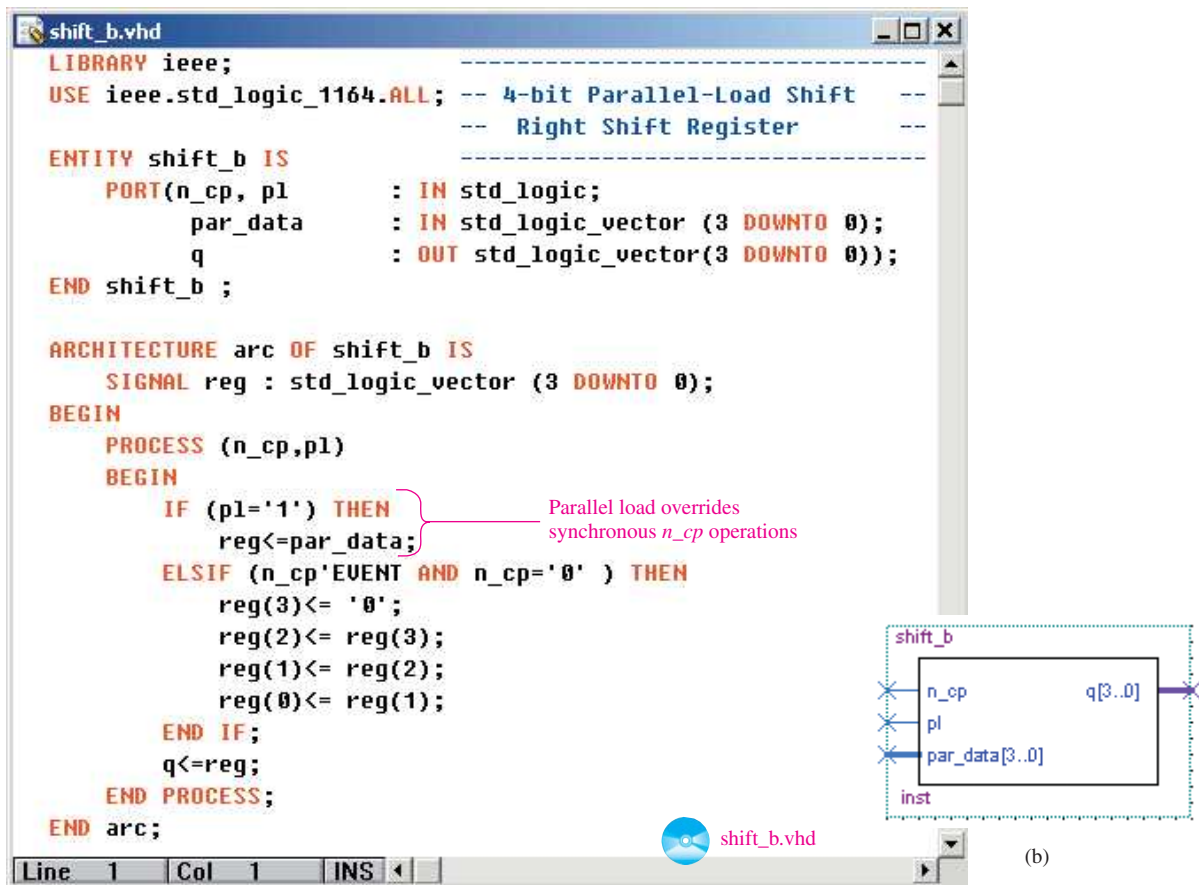 shift_b.vhd
LIBRARY ieee; ---------------------------------
USE ieee.std_logic_1164.ALL; -- 4-bit Parallel-Load Shift --
-- Right Shift Register --
ENTITY shift_b IS ---------------------------------
PORT(n_cp, pl : IN std_logic;
par_data : IN std_logic_vector (3 DOWNTO 0);
q : OUT std_logic_vector(3 DOWNTO 0));
END shift_b ;
ARCHITECTURE arc OF shift_b IS
SIGNAL reg : std_logic_vector (3 DOWNTO 0);
BEGIN
PROCESS (n_cp,pl)
BEGIN
IF (pl='1') THEN
reg<=par_data;
Parallel load overrides
synchronous n_cp operations
ELSIF (n_cp'EVENT AND n_cp='0' ) THEN
reg(3)<= '0';
reg(2)<= reg(3);
reg(1)<= reg(2);
reg(0)<= reg(1);
END IF;
q<=reg;
END PROCESS;
END arc;
shift_b.vhd
Line 1 Col 1 INS
shift_b
n_cp q[3..0]
pl
par_data[3..0]
inst
(b)